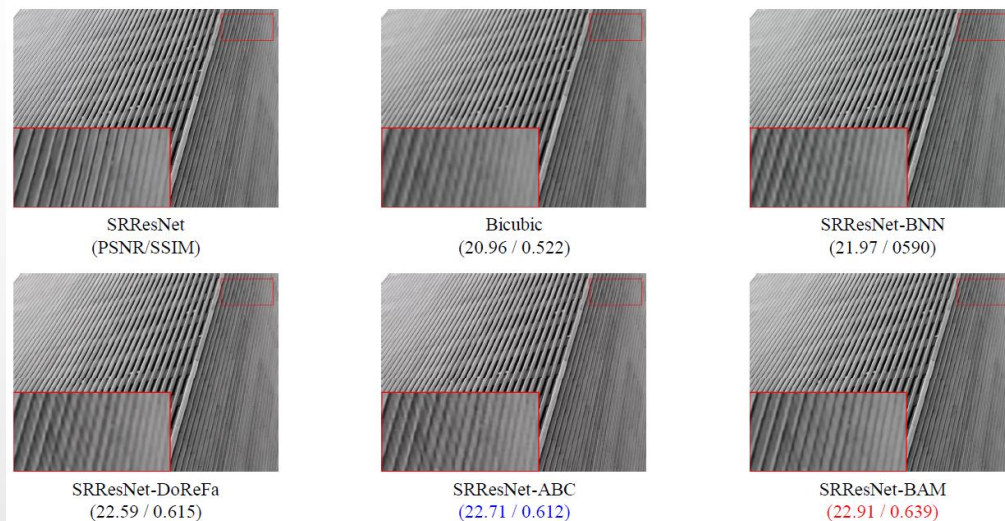 SRResNet
(PSNR/SSIM)
Bicubic
(20.96 / 0.522)
SRResNet-BNN
(21.97 / 0590)
SRResNet-DoReFa
(22.59 / 0.615)
SRResNet-ABC
(22.71 / 0.612)
SRResNet-BAM
(22.91 / 0.639)